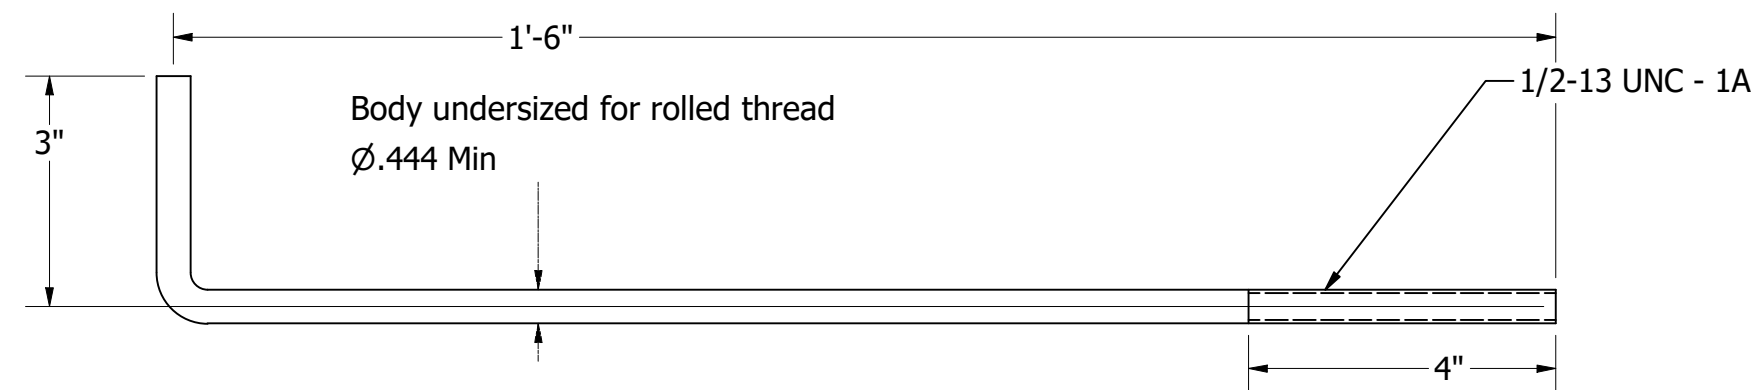 1'-6"
1/2-13 UNC - 1A
Body undersized for rolled thread
Ø.444 Min
3"
4"